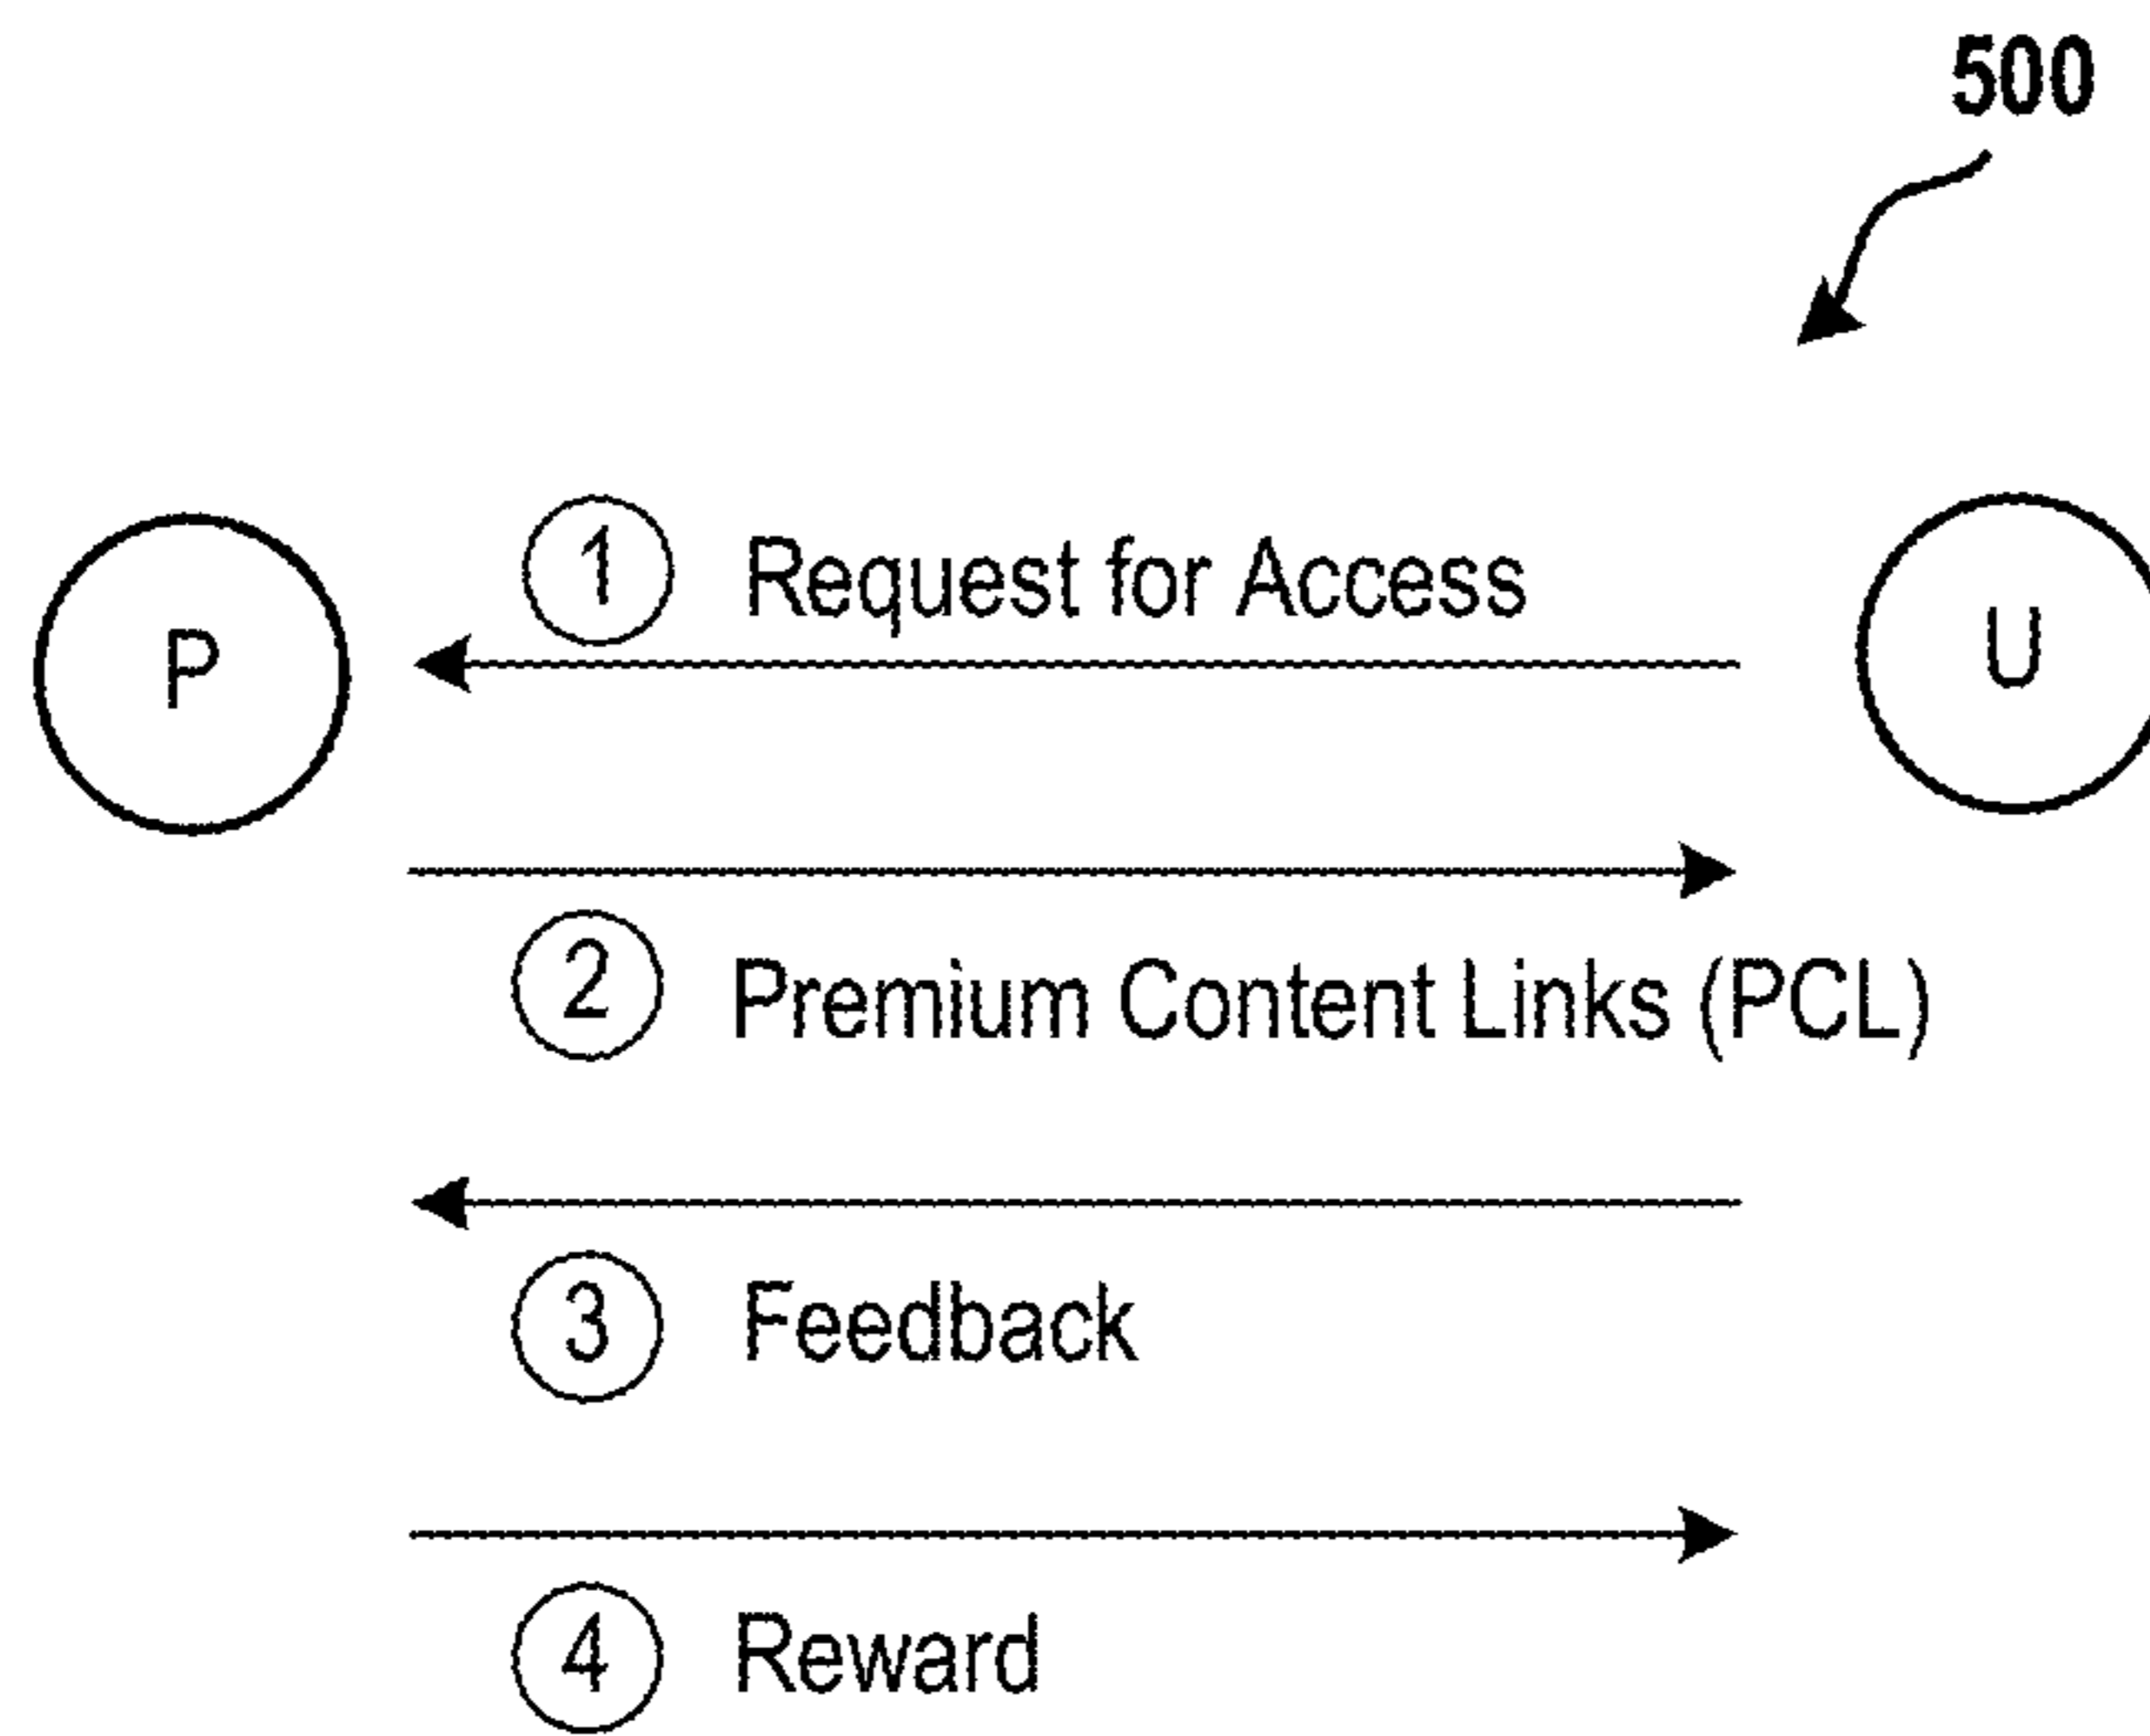 500
1 Request for Access
P
U
2 Premium Content Links (PCL)
3 Feedback
4 Reward